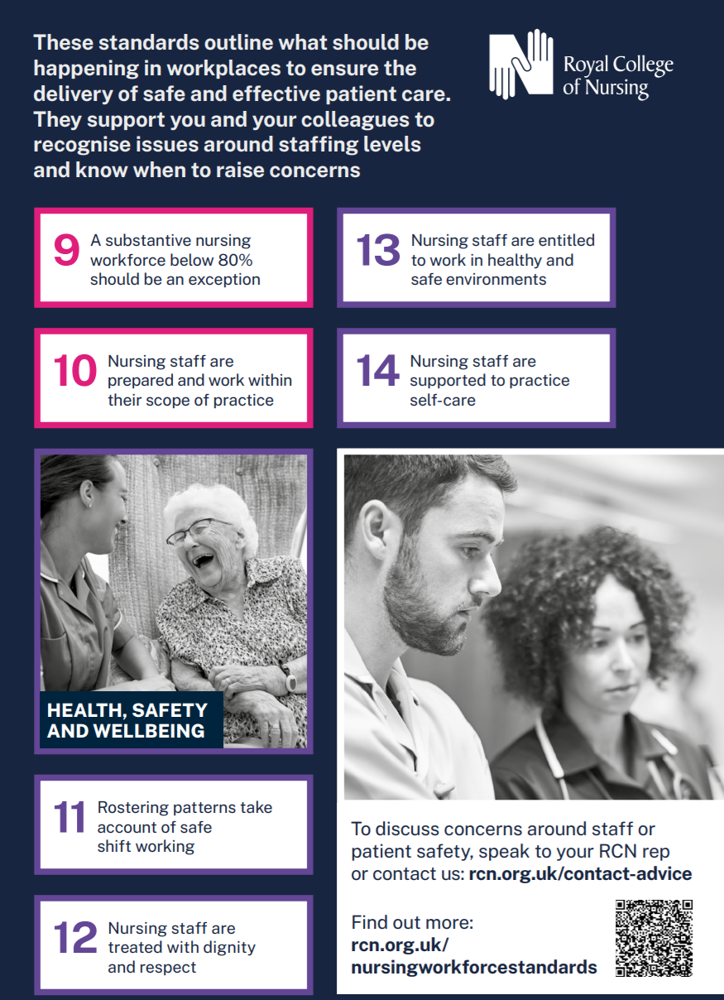 These standards outline what should be
happening in workplaces to ensure the
delivery of safe and effective patient care.
They support you and your colleagues to
recognise issues around staffing levels
and know when to raise concerns
Royal College
of Nursing
9 A substantive nursing
workforce below 80%
should be an exception
10 Nursing staff are
prepared and work within
their scope of practice
HEALTH, SAFETY
AND WELLBEING
11 Rostering patterns take
account of safe
shift working
12 Nursing staff are
treated with dignity
and respect
13 Nursing staff are entitled
to work in healthy and
safe environments
14 Nursing staff are
supported to practice
self-care
To discuss concerns around staff or
patient safety, speak to your RCN rep
or contact us: rcn.org.uk/contact-advice
Find out more:
rcn.org.uk/
nursingworkforcestandards